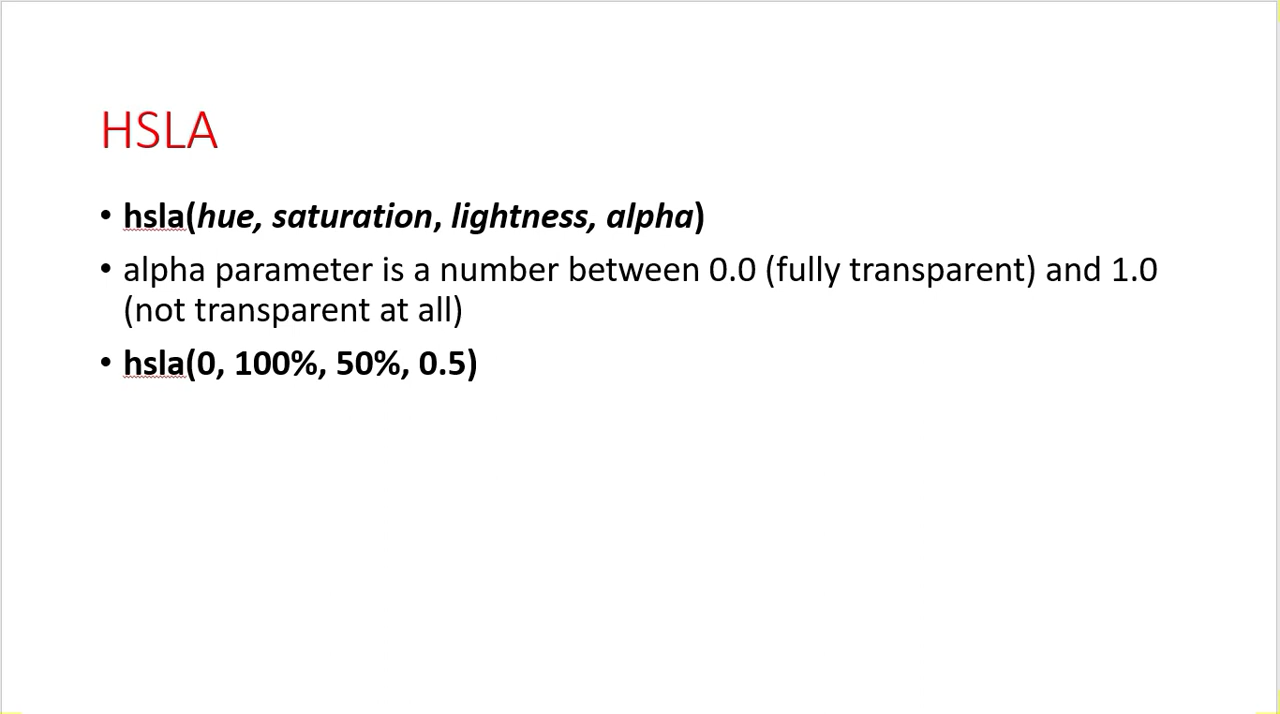 HSLA
• hsla(hue, saturation, lightness, alpha)
• alpha parameter is a number between 0.0 (fully transparent) and 1.0
(not transparent at all)
• hsla(0, 100%, 50%, 0.5)